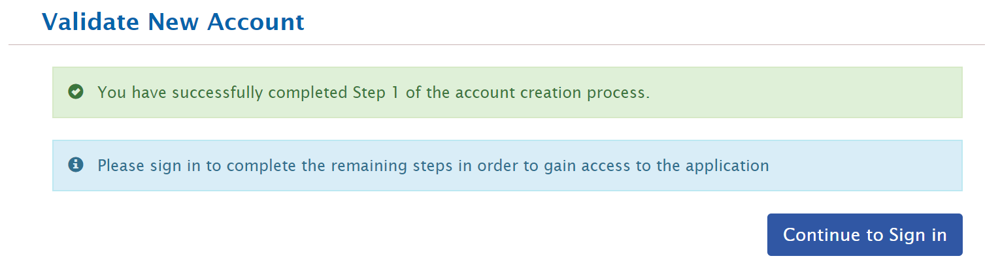 Validate New Account
You have successfully completed Step 1 of the account creation process.
Please sign in to complete the remaining steps in order to gain access to the application
Continue to Sign in